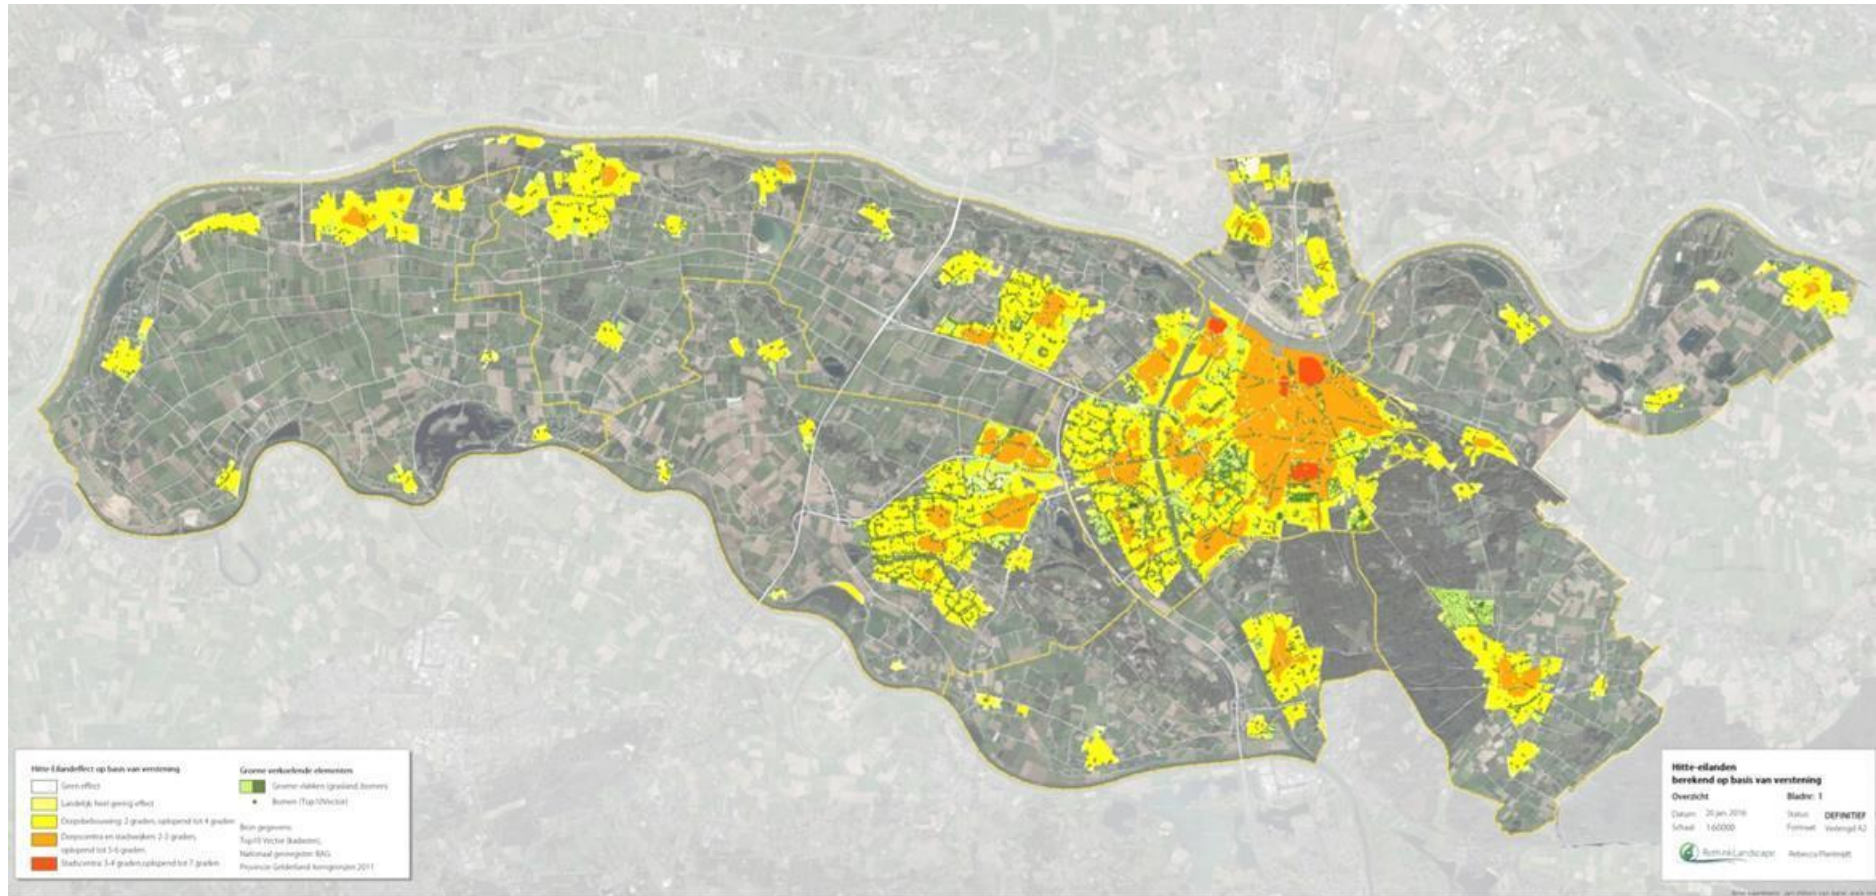 Hitte-Eilandeffect op basis van verstening
Geen effect
Landelijk heel gering effect
Dorpsbebouwing: 2 graden, oplopend tot 4 graden
Dorpscentra en stadswijken: 2-3 graden,
oplopend tot 5-6 graden
Stadscentra: 3-4 graden, oplopend tot 7 graden
Groene verkoelende elementen
Groene vlakken (grasland, bomen)
Bomen (Top10Vector)
Bron gegevens:
Top10 Vector (kadaster),
Nationaal georegister: BAG,
Provincie Gelderland: kerngrenzen 2011
Hitte-eilanden
berekend op basis van verstening
Overzicht
Bladnr: 1
Datum: 20 jan 2016
Status: DEFINITIEF
Schaal: 1:60000
Formaat: Verlengd A2
Rebecca